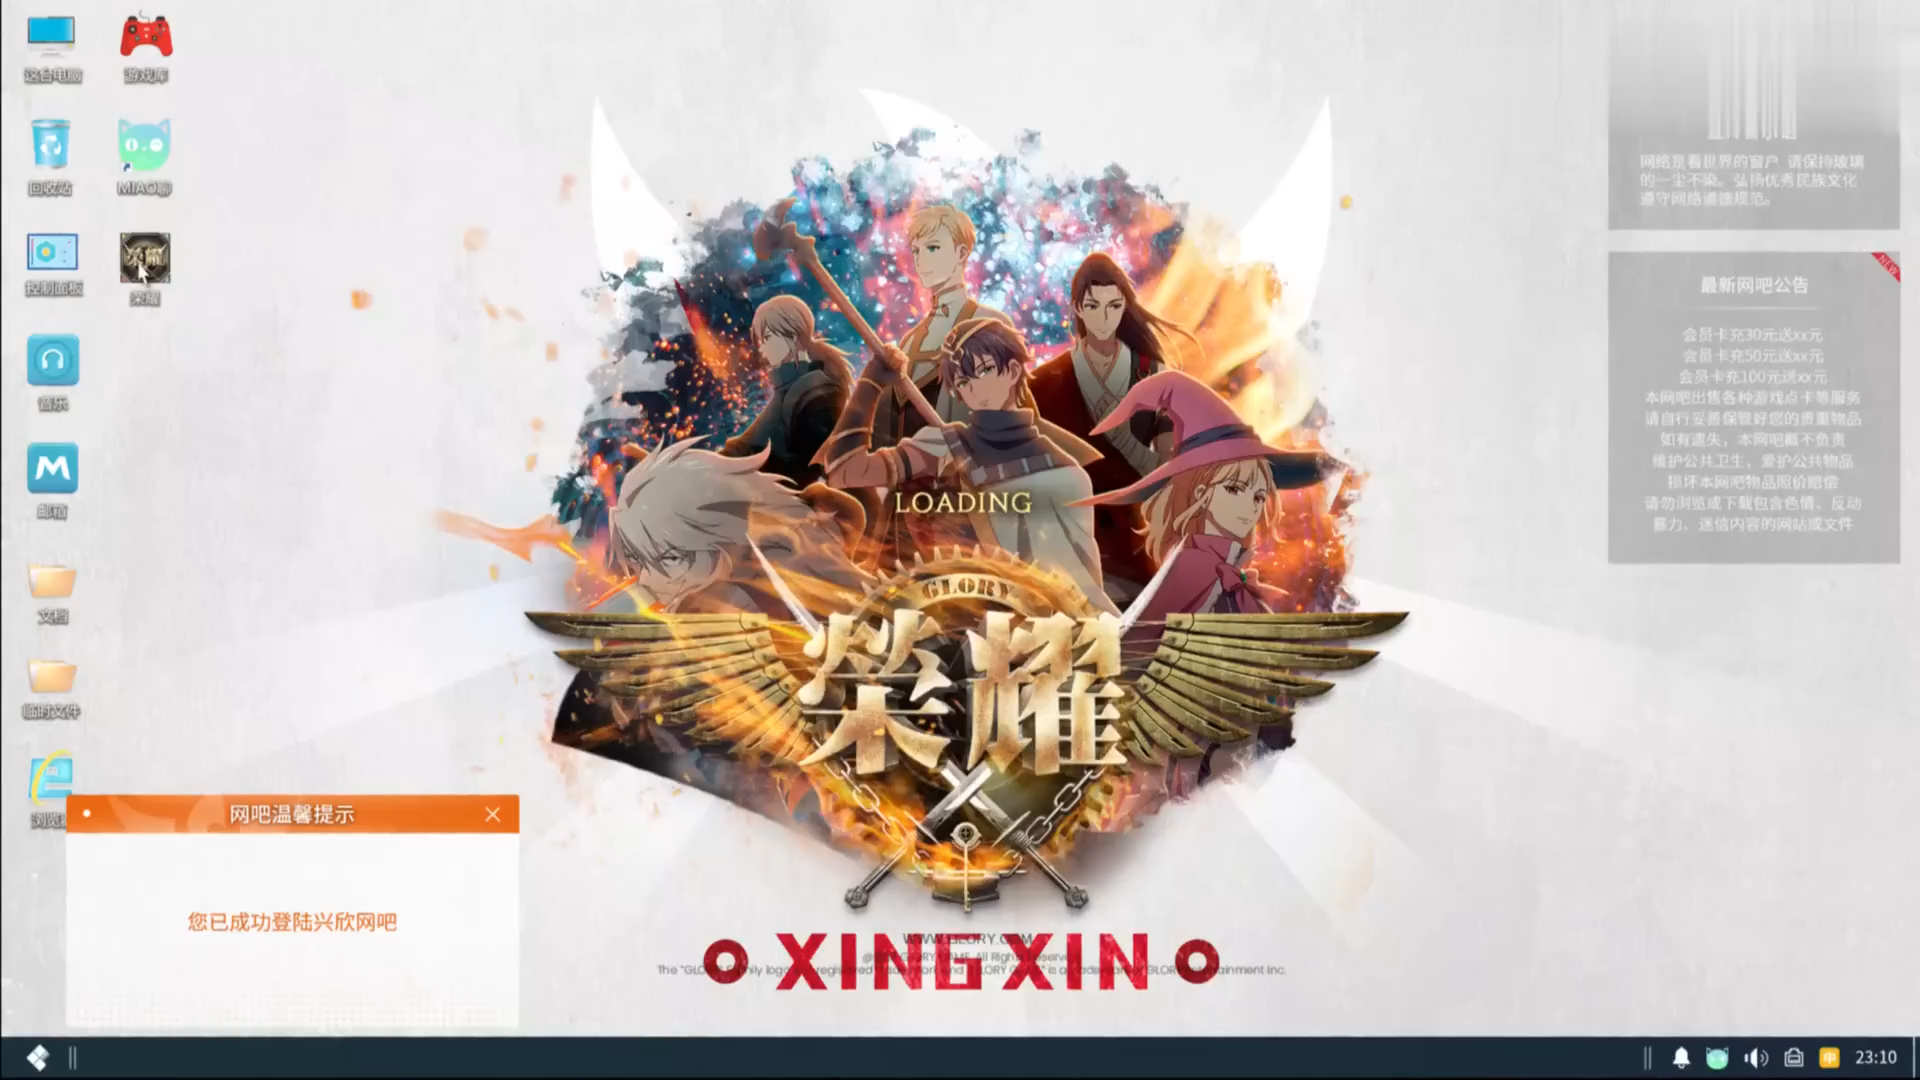 这台电脑
游戏库
回收站
MIAO聊
控制面板
荣耀
音乐
邮箱
文档
临时文件
网络是看世界的窗户 请保持玻璃
的一尘不染。弘扬优秀民族文化
遵守网络道德规范。
NEW
最新网吧公告
会员卡充30元送xx元
会员卡充50元送xx元
会员卡充100元送xx元
本网吧出售各种游戏点卡等服务
请自行妥善保管好您的贵重物品
如有遗失，本网吧概不负责
维护公共卫生，爱护公共物品
损坏本网吧物品照价赔偿
请勿浏览或下载包含色情、反动
暴力、迷信内容的网站或文件
LOADING
GLORY
榮耀
网吧温馨提示
您已成功登陆兴欣网吧
WWW.GLORY.COM
XINGXIN
中
23:10